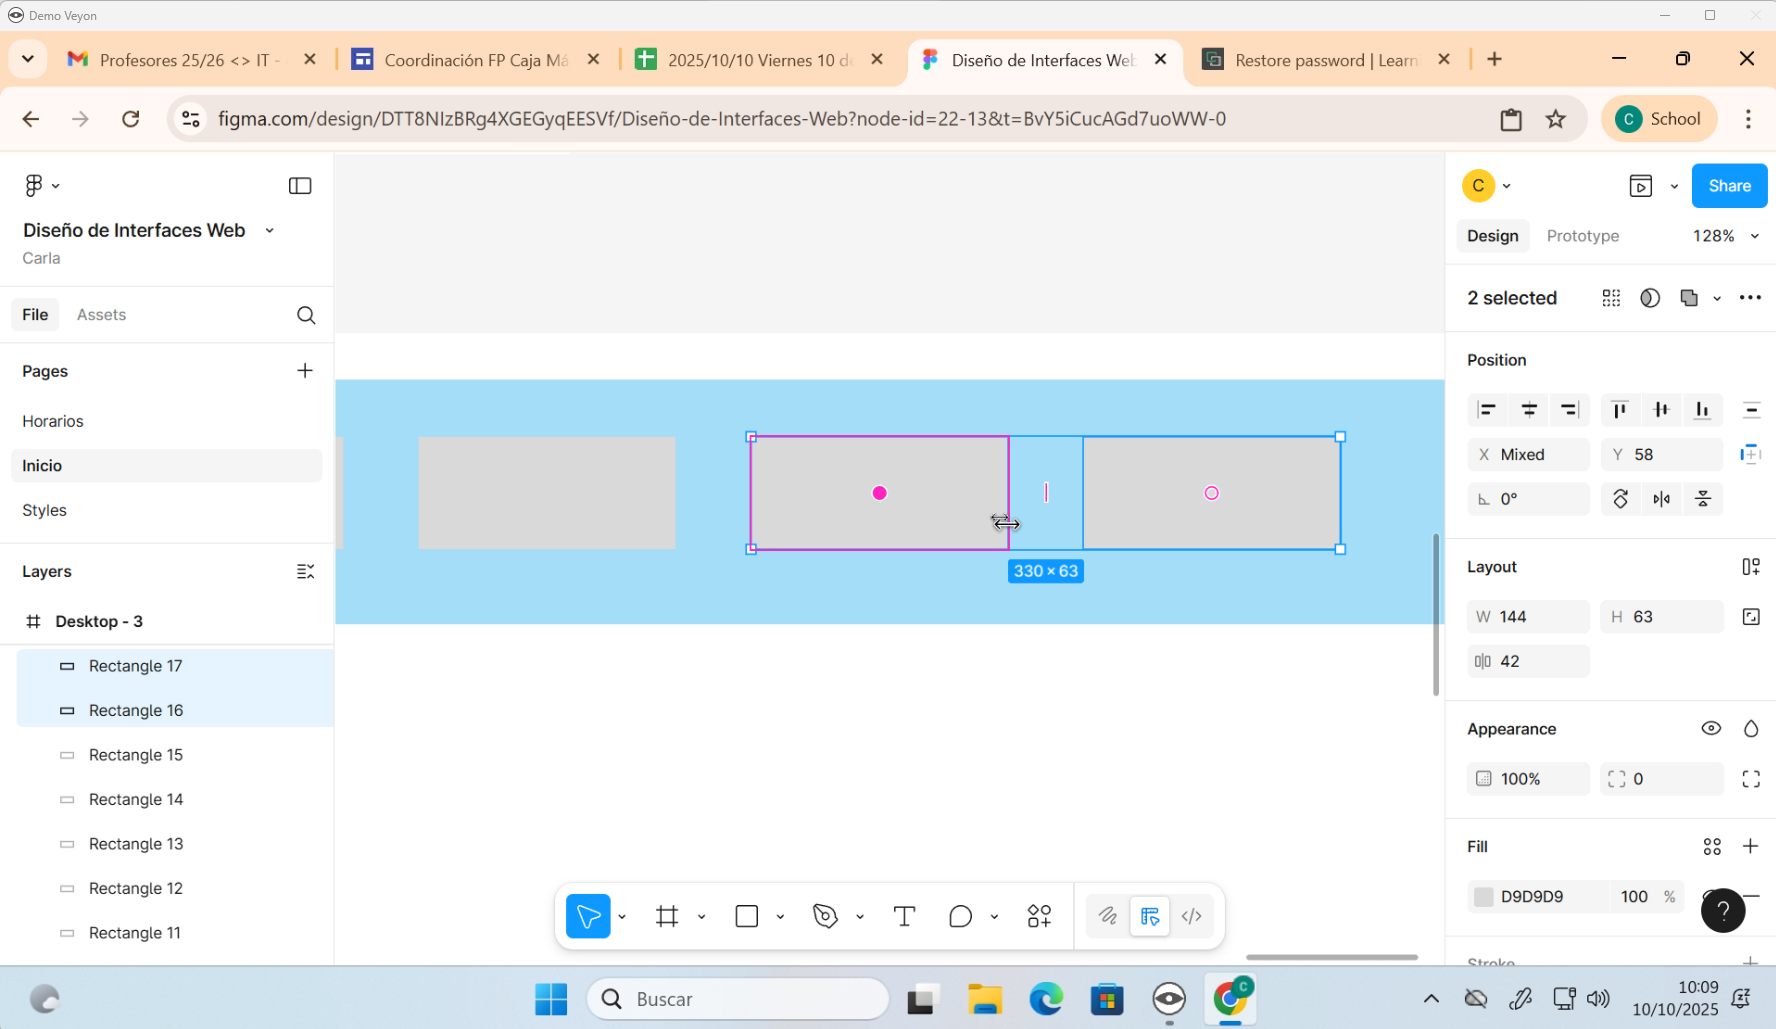 Demo Veyon
Profesores 25/26 <> IT -
Coordinación FP Caja Má
2025/10/10 Viernes 10 d
Diseño de Interfaces Web
Restore password | Learni
figma.com/design/DTT8NIzBRg4XGEGyqEESVf/Diseño-de-Interfaces-Web?node-id=22-13&t=BvY5iCucAGd7uoWW-0
C School
Diseño de Interfaces Web
Carla
File Assets
Pages
Horarios
Inicio
Styles
Layers
Desktop - 3
Rectangle 17
Rectangle 16
Rectangle 15
Rectangle 14
Rectangle 13
Rectangle 12
Rectangle 11
330 × 63
C
Share
Design Prototype 128%
2 selected
Position
X Mixed Y 58
0°
Layout
W 144 H 63
42
Appearance
100% 0
Fill
D9D9D9 100 %
?
Stroke
Buscar
C
10:09
10/10/2025